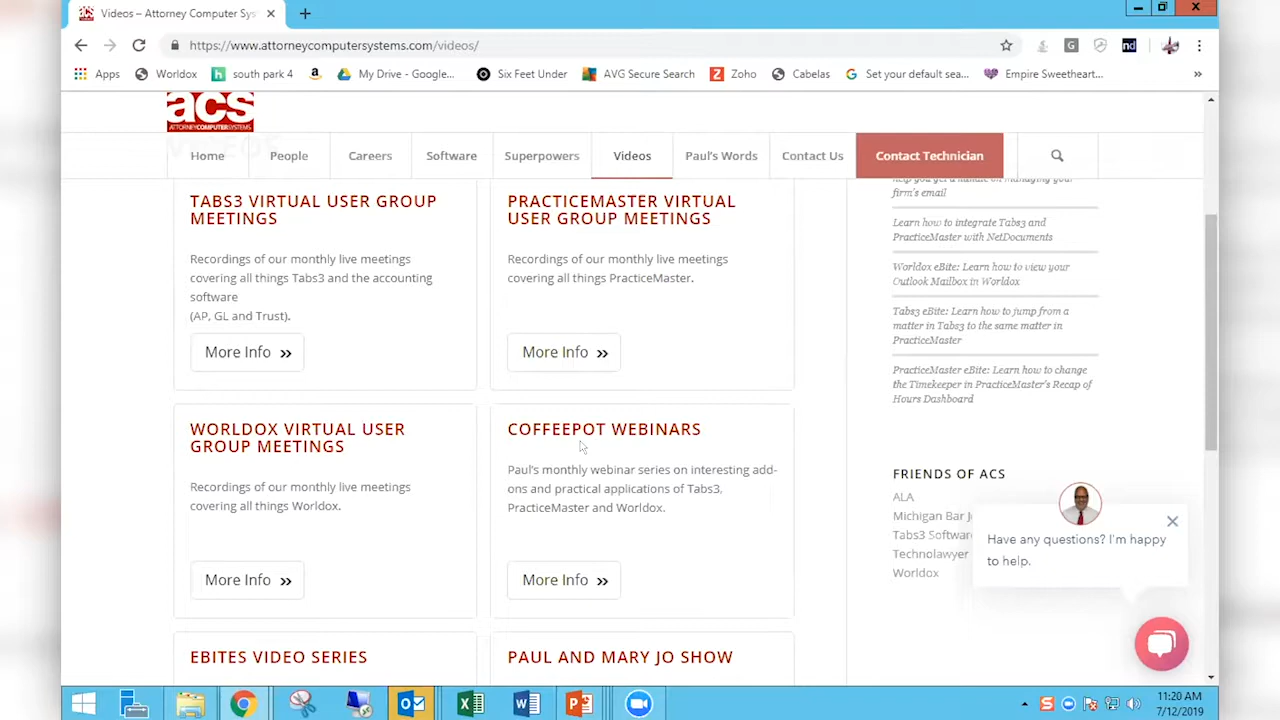 Videos – Attorney Computer Sys
https://www.attorneycomputersystems.com/videos/
Apps
Worldox
south park 4
My Drive - Google...
Six Feet Under
AVG Secure Search
Zoho
Cabelas
Set your default sea...
Empire Sweetheart...
»
acs
ATTORNEYCOMPUTERSYSTEMS
VIDEOS
Home
People
Careers
Software
Superpowers
Videos
Paul's Words
Contact Us
Contact Technician
TABS3 VIRTUAL USER GROUP
MEETINGS
Recordings of our monthly live meetings
covering all things Tabs3 and the accounting
software
(AP, GL and Trust).
More Info »
PRACTICEMASTER VIRTUAL
USER GROUP MEETINGS
Recordings of our monthly live meetings
covering all things PracticeMaster.
More Info »
WORLDOX VIRTUAL USER
GROUP MEETINGS
Recordings of our monthly live meetings
covering all things Worldox.
More Info »
COFFEEPOT WEBINARS
Paul's monthly webinar series on interesting add-
ons and practical applications of Tabs3,
PracticeMaster and Worldox.
More Info »
EBITES VIDEO SERIES
PAUL AND MARY JO SHOW
help you get a handle on managing your
firm's email
Learn how to integrate Tabs3 and
PracticeMaster with NetDocuments
Worldox eBite: Learn how to view your
Outlook Mailbox in Worldox
Tabs3 eBite: Learn how to jump from a
matter in Tabs3 to the same matter in
PracticeMaster
PracticeMaster eBite: Learn how to change
the Timekeeper in PracticeMaster's Recap of
Hours Dashboard
FRIENDS OF ACS
ALA
Michigan Bar J
Tabs3 Software
Technolawyer
Worldox
Have any questions? I'm happy
to help.
11:20 AM
7/12/2019